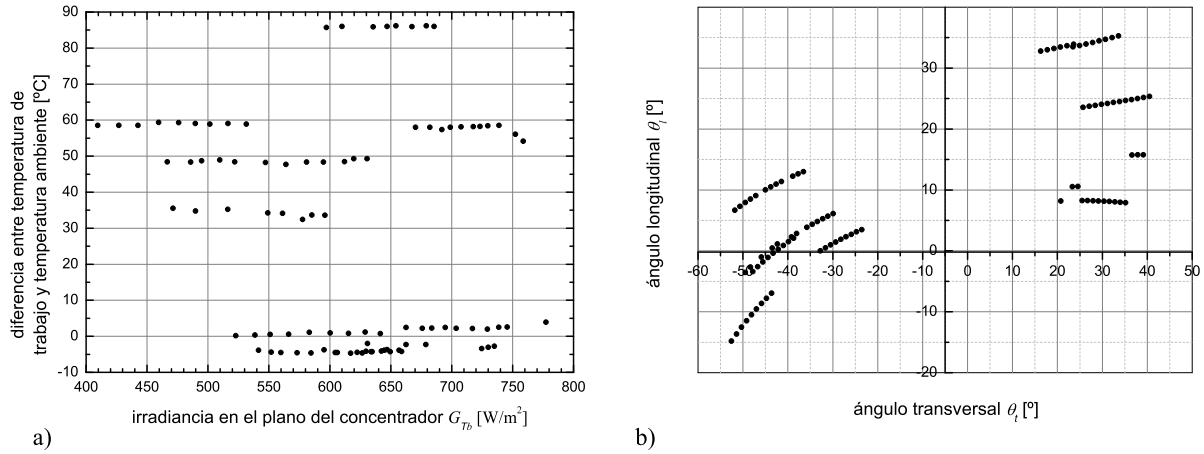 90
80
70
60
50
40
30
20
10
0
-10
diferencia entre temperatura de
trabajo y temperatura ambiente [ºC]
400 450 500 550 600 650 700 750 800
irradiancia en el plano del concentrador G_Tb [W/m²]
a)
30
20
10
0
-10
-20
ángulo longitudinal θ_l [º]
-60 -50 -40 -30 -20 -10 0 10 20 30 40 50
ángulo transversal θ_t [º]
b)